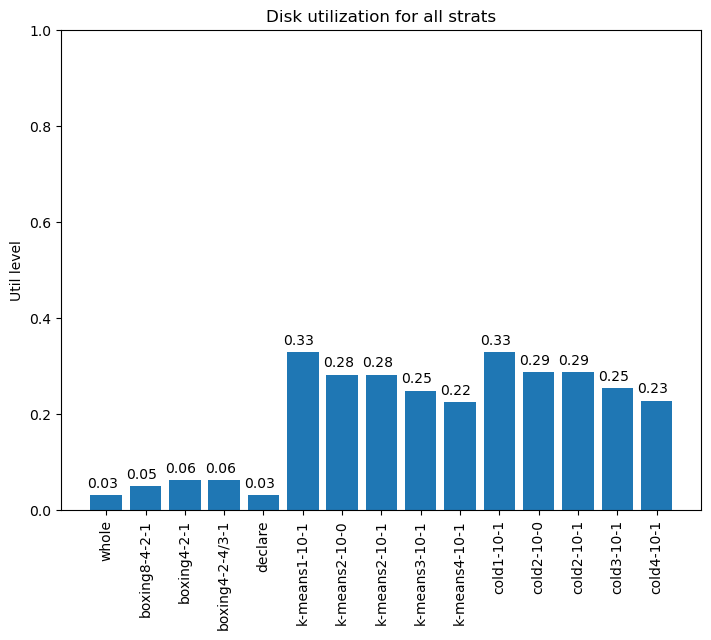 Disk utilization for all strats
Util level
1.0
0.8
0.6
0.4
0.2
0.0
0.03
0.05
0.06
0.06
0.03
0.33
0.28
0.28
0.25
0.22
0.33
0.29
0.29
0.25
0.23
whole
boxing8-4-2-1
boxing4-2-1
boxing4-2-4/3-1
declare
k-means1-10-1
k-means2-10-0
k-means2-10-1
k-means3-10-1
k-means4-10-1
cold1-10-1
cold2-10-0
cold2-10-1
cold3-10-1
cold4-10-1